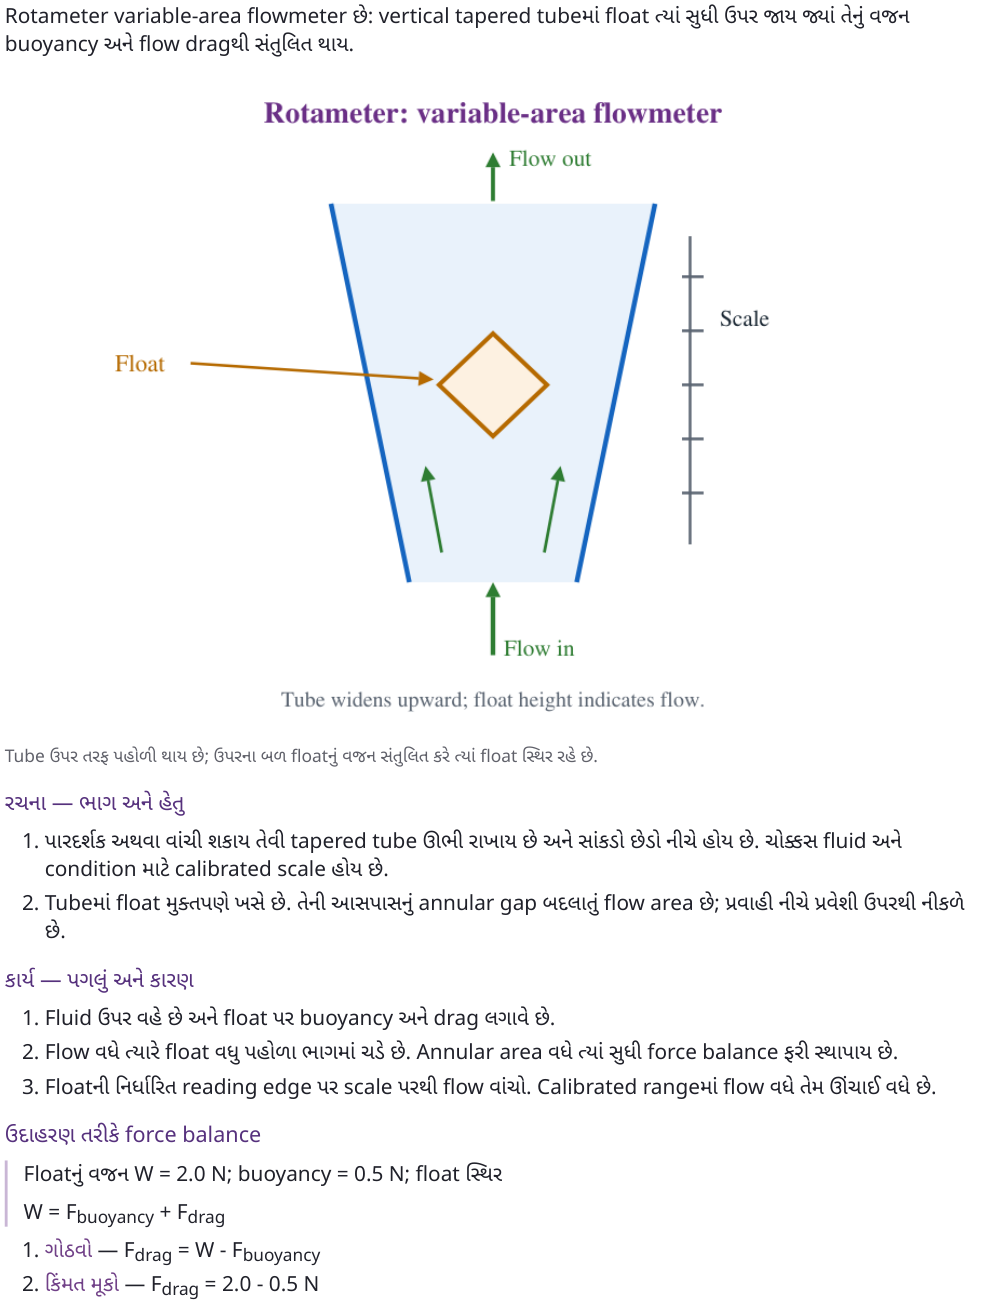 Rotameter variable-area flowmeter છે: vertical tapered tubeમાં float ત્યાં સુધી ઉપર જાય જ્યાં તેનું વજન
buoyancy અને flow dragથી સંતુલિત થાય.
Rotameter: variable-area flowmeter
Flow out
Scale
Float
Flow in
Tube widens upward; float height indicates flow.
Tube ઉપર તરફ પહોળી થાય છે; ઉપરના બળ floatનું વજન સંતુલિત કરે ત્યાં float સ્થિર રહે છે.
રચના — ભાગ અને હેતુ
1. પારદર્શક અથવા વાંચી શકાય તેવી tapered tube ઊભી રાખાય છે અને સાંકડો છેડો નીચે હોય છે. ચોક્કસ fluid અને
condition માટે calibrated scale હોય છે.
2. Tubeમાં float મુક્તપણે ખસે છે. તેની આસપાસનું annular gap બદલાતું flow area છે; પ્રવાહી નીચે પ્રવેશી ઉપરથી નીકળે
છે.
કાર્ય — પગલું અને કારણ
1. Fluid ઉપર વહે છે અને float પર buoyancy અને drag લગાવે છે.
2. Flow વધે ત્યારે float વધુ પહોળા ભાગમાં ચડે છે. Annular area વધે ત્યાં સુધી force balance ફરી સ્થાપાય છે.
3. Floatની નિર્ધારિત reading edge પર scale પરથી flow વાંચો. Calibrated rangeમાં flow વધે તેમ ઊંચાઈ વધે છે.
ઉદાહરણ તરીકે force balance
Floatનું વજન W = 2.0 N; buoyancy = 0.5 N; float સ્થિર
W = F_buoyancy + F_drag
1. ગોઠવો — F_drag = W - F_buoyancy
2. કિંમત મૂકો — F_drag = 2.0 - 0.5 N